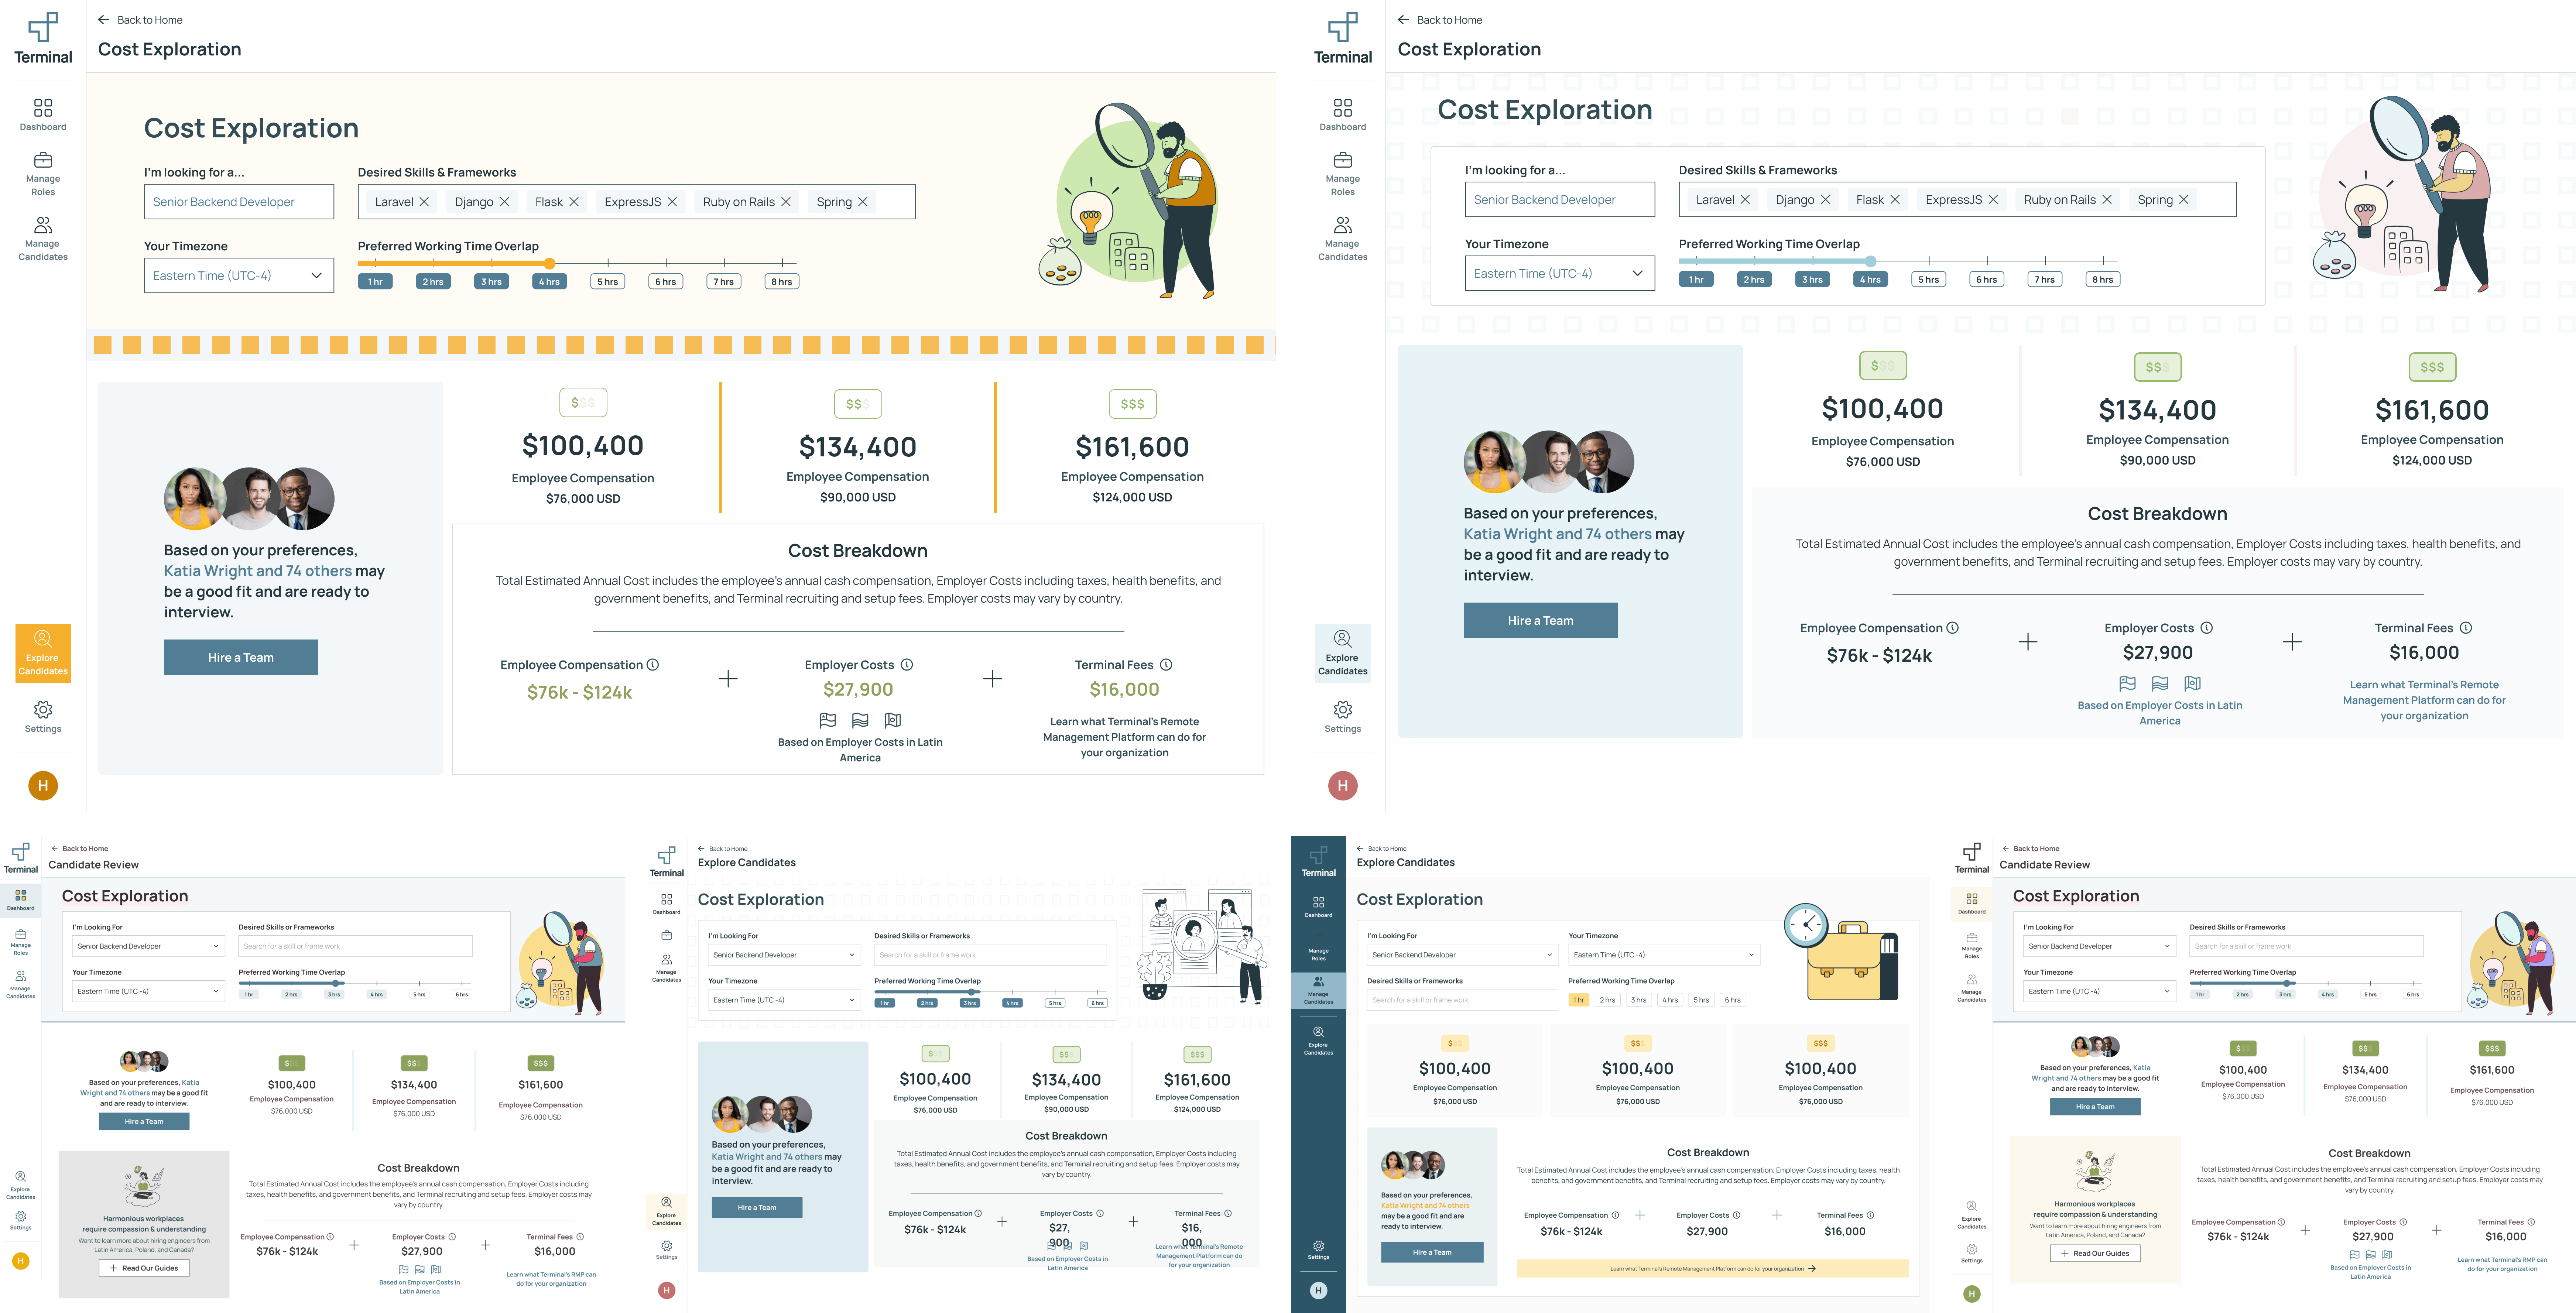 Terminal
Dashboard
Manage
Roles
Manage
Candidates
Explore
Candidates
Settings
H
Back to Home
Cost Exploration
Cost Exploration
I'm looking for a...
Senior Backend Developer
Desired Skills & Frameworks
Laravel Django Flask ExpressJS Ruby on Rails Spring
Your Timezone
Eastern Time (UTC-4)
Preferred Working Time Overlap
1 hr 2 hrs 3 hrs 4 hrs 5 hrs 6 hrs 7 hrs 8 hrs
Based on your preferences,
Katia Wright and 74 others may
be a good fit and are ready to
interview.
Hire a Team
$$$
$100,400
Employee Compensation
$76,000 USD
$$$
$134,400
Employee Compensation
$90,000 USD
$$$
$161,600
Employee Compensation
$124,000 USD
Cost Breakdown
Total Estimated Annual Cost includes the employee's annual cash compensation, Employer Costs including taxes, health benefits, and
government benefits, and Terminal recruiting and setup fees. Employer costs may vary by country.
Employee Compensation
$76k - $124k
Employer Costs
$27,900
Based on Employer Costs in Latin
America
Terminal Fees
$16,000
Learn what Terminal's Remote
Management Platform can do for
your organization
Terminal
Dashboard
Manage
Roles
Manage
Candidates
Explore
Candidates
Settings
H
Back to Home
Cost Exploration
Cost Exploration
I'm looking for a...
Senior Backend Developer
Desired Skills & Frameworks
Laravel Django Flask ExpressJS Ruby on Rails Spring
Your Timezone
Eastern Time (UTC-4)
Preferred Working Time Overlap
1 hr 2 hrs 3 hrs 4 hrs 5 hrs 6 hrs 7 hrs 8 hrs
Based on your preferences,
Katia Wright and 74 others may
be a good fit and are ready to
interview.
Hire a Team
$$$
$100,400
Employee Compensation
$76,000 USD
$$$
$134,400
Employee Compensation
$90,000 USD
$$$
$161,600
Employee Compensation
$124,000 USD
Cost Breakdown
Total Estimated Annual Cost includes the employee's annual cash compensation, Employer Costs including taxes, health benefits, and
government benefits, and Terminal recruiting and setup fees. Employer costs may vary by country.
Employee Compensation
$76k - $124k
Employer Costs
$27,900
Based on Employer Costs in Latin
America
Terminal Fees
$16,000
Learn what Terminal's Remote
Management Platform can do for
your organization
Terminal
Dashboard
Manage
Roles
Manage
Candidates
Explore
Candidates
Settings
H
Back to Home
Candidate Review
Cost Exploration
I'm Looking For
Senior Backend Developer
Desired Skills or Frameworks
Search for a skill or frame work
Your Timezone
Eastern Time (UTC -4)
Preferred Working Time Overlap
1 hr 2 hrs 3 hrs 4 hrs 5 hrs 6 hrs
Based on your preferences, Katia
Wright and 74 others may be a good fit
and are ready to interview.
Hire a Team
$$$
$100,400
Employee Compensation
$76,000 USD
$$$
$134,400
Employee Compensation
$76,000 USD
$$$
$161,600
Employee Compensation
$76,000 USD
Harmonious workplaces
require compassion & understanding
Want to learn more about hiring engineers from
Latin America, Poland, and Canada?
Read Our Guides
Cost Breakdown
Total Estimated Annual Cost includes the employee's annual cash compensation, Employer Costs including
taxes, health benefits, and government benefits, and Terminal recruiting and setup fees. Employer costs may
vary by country.
Employee Compensation
$76k - $124k
Employer Costs
$27,900
Based on Employer Costs in
Latin America
Terminal Fees
$16,000
Learn what Terminal's RMP can
do for your organization
Terminal
Dashboard
Manage
Candidates
Explore
Candidates
Settings
H
Back to Home
Explore Candidates
Cost Exploration
I'm Looking For
Senior Backend Developer
Desired Skills or Frameworks
Search for a skill or frame work
Your Timezone
Eastern Time (UTC -4)
Preferred Working Time Overlap
1 hr 2 hrs 3 hrs 4 hrs 5 hrs 6 hrs
Based on your preferences,
Katia Wright and 74 others may
be a good fit and are ready to
interview.
Hire a Team
$$$
$100,400
Employee Compensation
$76,000 USD
$$$
$134,400
Employee Compensation
$90,000 USD
$$$
$161,600
Employee Compensation
$124,000 USD
Cost Breakdown
Total Estimated Annual Cost includes the employee's annual cash compensation, Employer Costs including
taxes, health benefits, and government benefits, and Terminal recruiting and setup fees. Employer costs may
vary by country.
Employee Compensation
$76k - $124k
Employer Costs
$27,
900
Based on Employer Costs in
Latin America
Terminal Fees
$16,
000
Learn what Terminal's Remote
Management Platform can do
for your organization
Terminal
Dashboard
Manage
Roles
Manage
Candidates
Explore
Candidates
Settings
H
Back to Home
Explore Candidates
Cost Exploration
I'm Looking For
Senior Backend Developer
Your Timezone
Eastern Time (UTC -4)
Desired Skills or Frameworks
Search for a skill or frame work
Preferred Working Time Overlap
1 hr 2 hrs 3 hrs 4 hrs 5 hrs 6 hrs
$$$
$100,400
Employee Compensation
$76,000 USD
$$$
$100,400
Employee Compensation
$76,000 USD
$$$
$100,400
Employee Compensation
$76,000 USD
Based on your preferences,
Katia Wright and 74 others
may be a good fit and are
ready to interview.
Hire a Team
Cost Breakdown
Total Estimated Annual Cost includes the employee's annual cash compensation, Employer Costs including taxes, health
benefits, and government benefits, and Terminal recruiting and setup fees. Employer costs may vary by country.
Employee Compensation
$76k - $124k
Employer Costs
$27,900
Terminal Fees
$16,000
Learn what Terminal's Remote Management Platform can do for your organization
Terminal
Dashboard
Manage
Roles
Manage
Candidates
Explore
Candidates
Settings
H
Back to Home
Candidate Review
Cost Exploration
I'm Looking For
Senior Backend Developer
Desired Skills or Frameworks
Search for a skill or frame work
Your Timezone
Eastern Time (UTC -4)
Preferred Working Time Overlap
1 hr 2 hrs 3 hrs 4 hrs 5 hrs 6 hrs
Based on your preferences, Katia
Wright and 74 others may be a good fit
and are ready to interview.
Hire a Team
$$$
$100,400
Employee Compensation
$76,000 USD
$$$
$134,400
Employee Compensation
$76,000 USD
$$$
$161,600
Employee Compensation
$76,000 USD
Harmonious workplaces
require compassion & understanding
Want to learn more about hiring engineers from
Latin America, Poland, and Canada?
Read Our Guides
Cost Breakdown
Total Estimated Annual Cost includes the employee's annual cash compensation, Employer Costs including
taxes, health benefits, and government benefits, and Terminal recruiting and setup fees. Employer costs may
vary by country.
Employee Compensation
$76k - $124k
Employer Costs
$27,900
Based on Employer Costs in
Latin America
Terminal Fees
$16,000
Learn what Terminal's RMP can
do for your organization